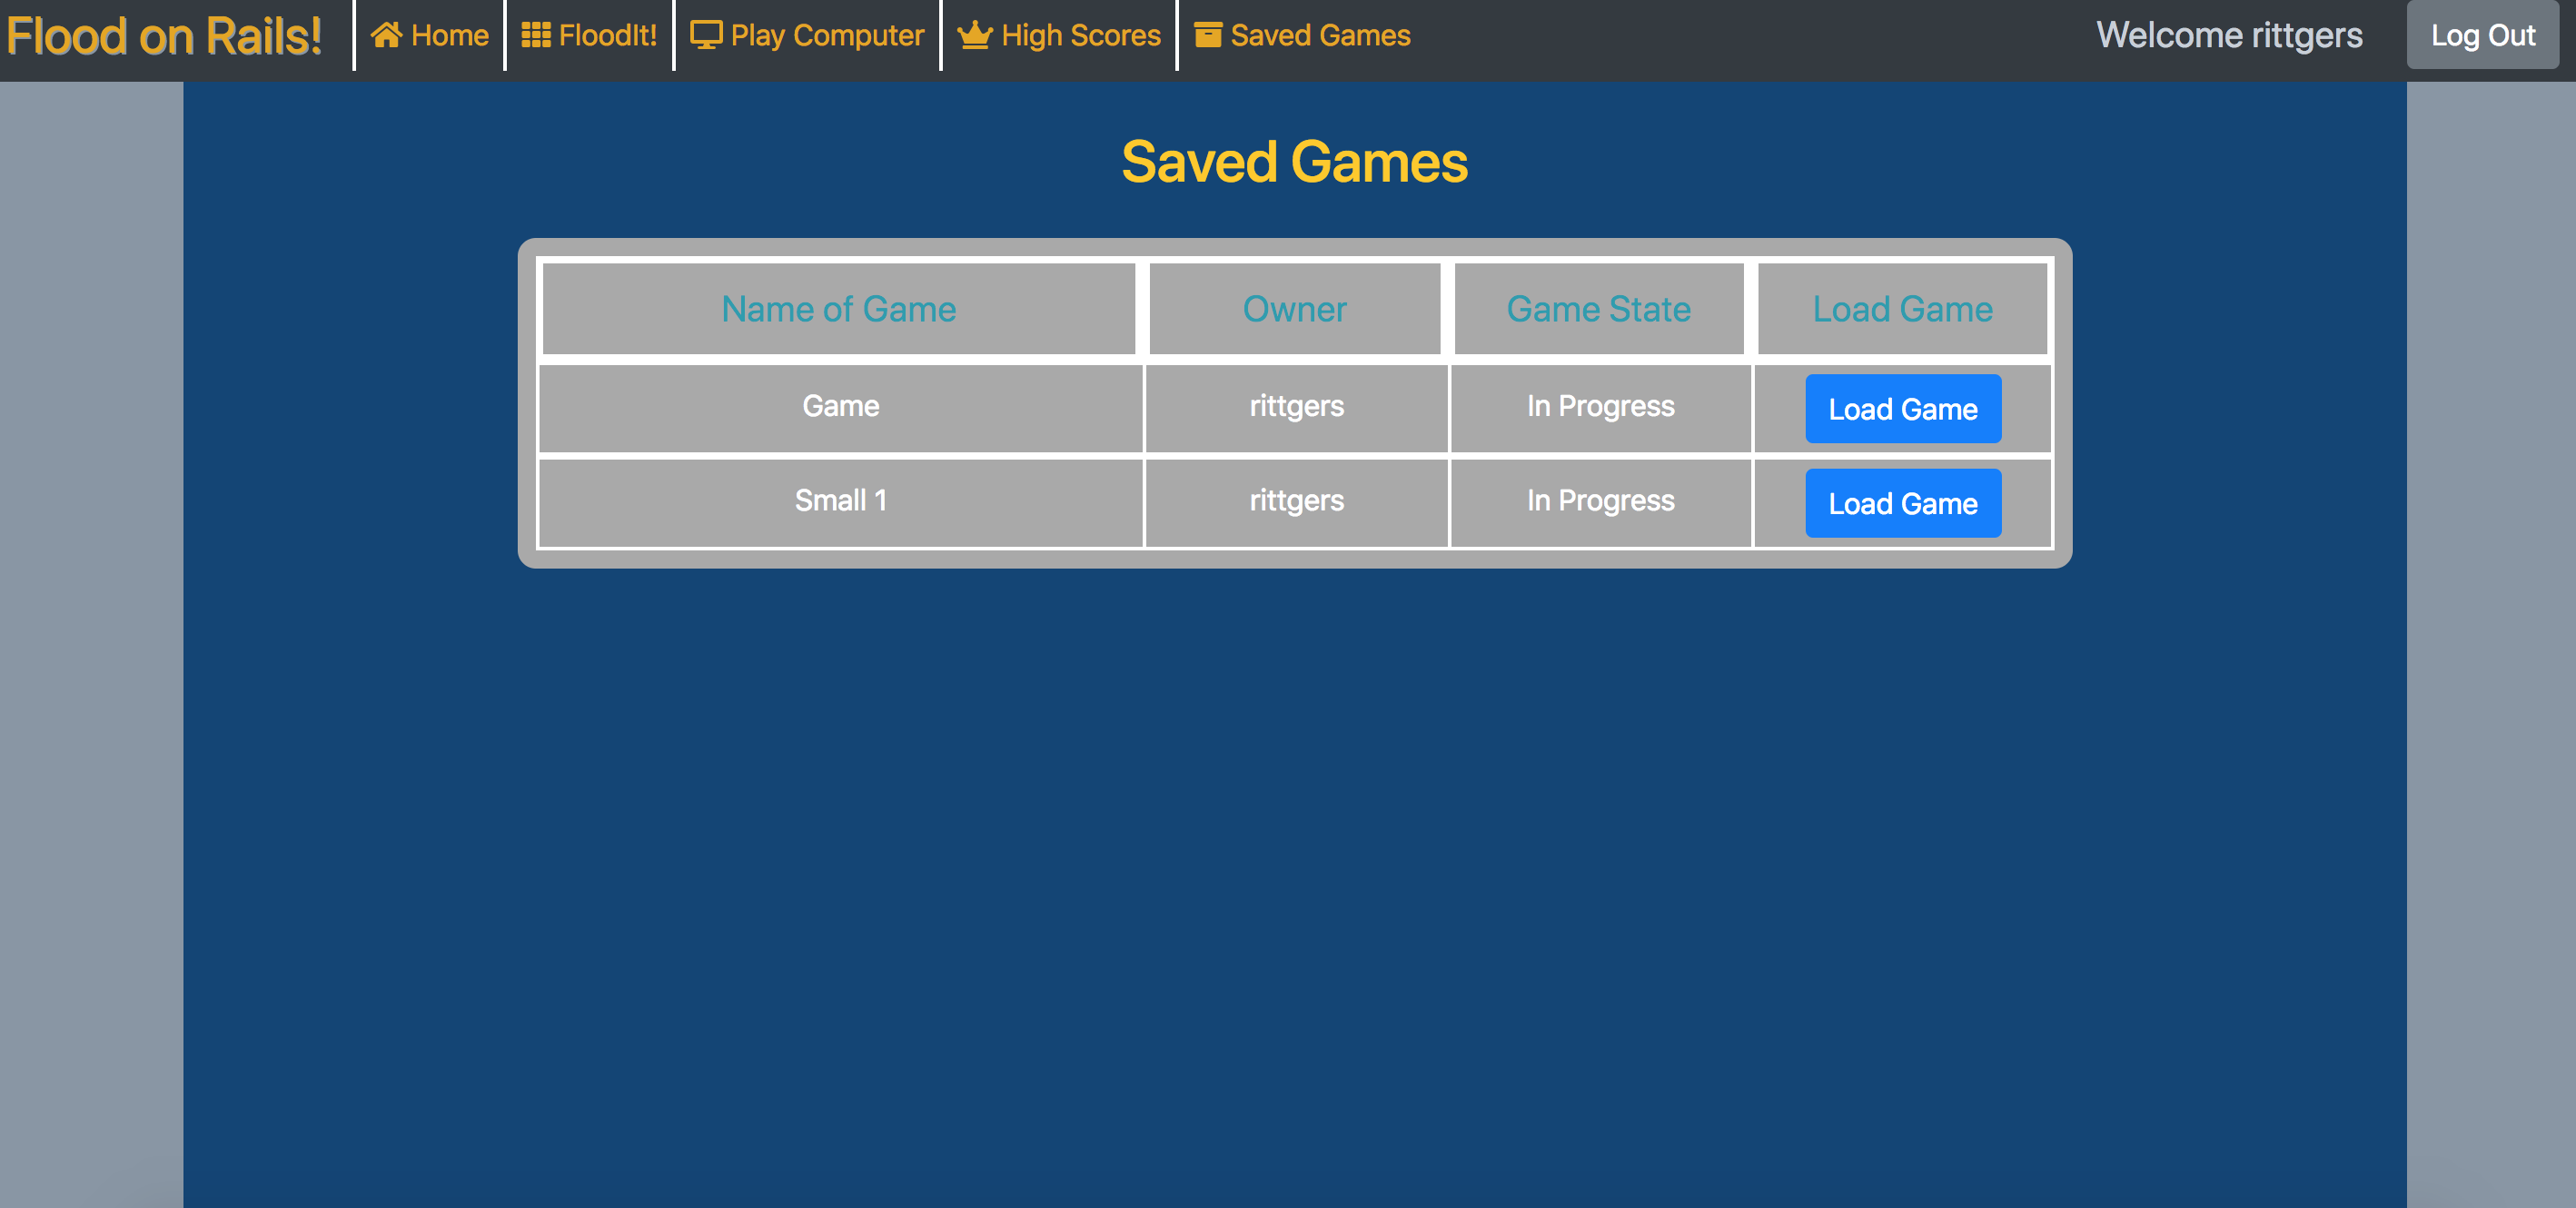 Flood on Rails! Home FloodIt! Play Computer High Scores Saved Games Welcome rittgers Log Out
Saved Games
Name of Game Owner Game State Load Game
Game rittgers In Progress Load Game
Small 1 rittgers In Progress Load Game